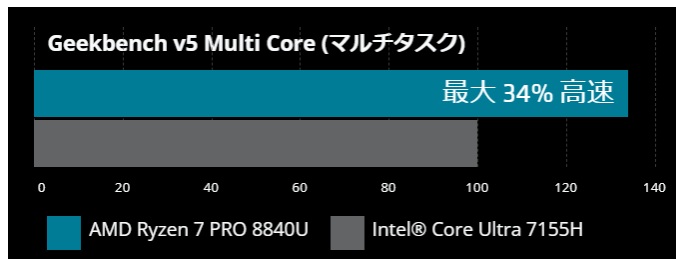 Geekbench v5 Multi Core (マルチタスク)
最大 34% 高速
0 20 40 60 80 100 120 140
AMD Ryzen 7 PRO 8840U Intel® Core Ultra 7155H